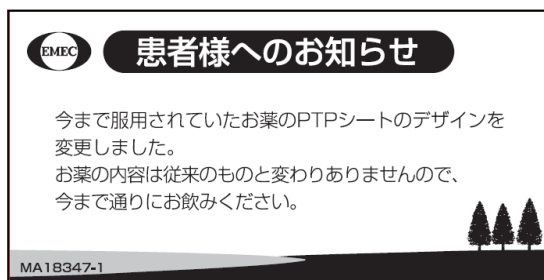 EMEC
患者様へのお知らせ
今まで服用されていたお薬のPTPシートのデザインを
変更しました。
お薬の内容は従来のものと変わりありませんので、
今まで通りにお飲みください。
MA18347-1